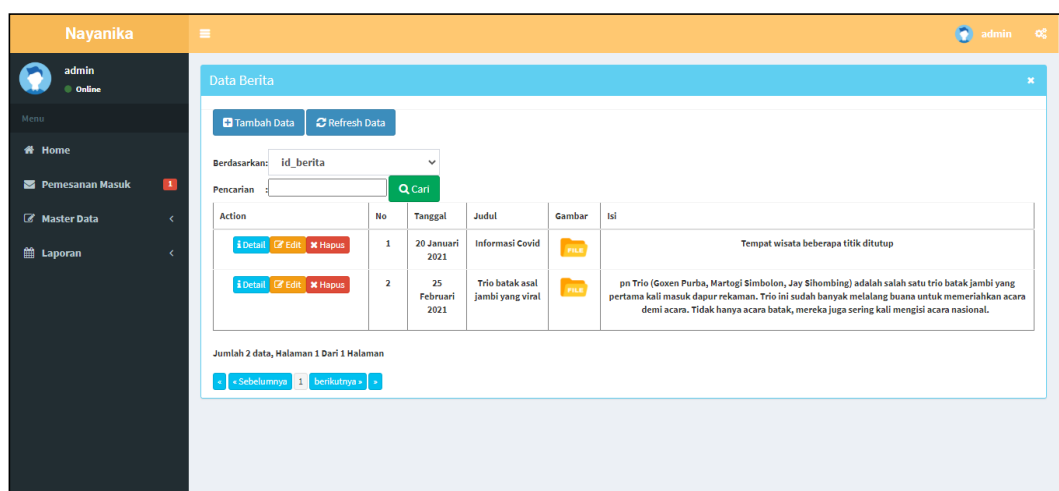 Nayanika
admin
admin
Online
Menu
Home
Pemesanan Masuk 1
Master Data
Laporan
Data Berita
Tambah Data Refresh Data
Berdasarkan: id_berita
Pencarian : Cari
Action No Tanggal Judul Gambar Isi
Detail Edit Hapus 1 20 Januari Informasi Covid FILE Tempat wisata beberapa titik ditutup
2021
Detail Edit Hapus 2 25 Trio batak asal FILE pn Trio (Goxen Purba, Martogi Simbolon, Jay Sihombing) adalah salah satu trio batak jambi yang
Februari jambi yang viral pertama kali masuk dapur rekaman. Trio ini sudah banyak melalang buana untuk memeriahkan acara
2021 demi acara. Tidak hanya acara batak, mereka juga sering kali mengisi acara nasional.
Jumlah 2 data, Halaman 1 Dari 1 Halaman
« « Sebelumnya 1 berikutnya » »